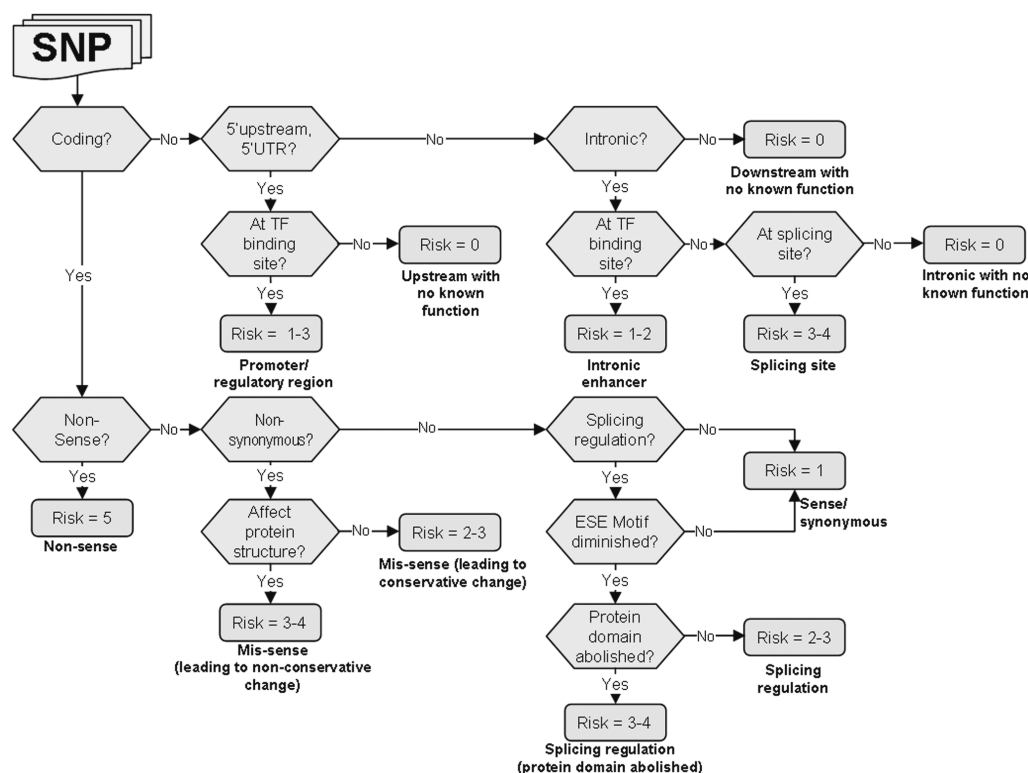 SNP
Coding?
No
5'upstream,
5'UTR?
No
Intronic?
No
Risk = 0
Downstream with
no known function
Yes
Yes
Yes
At TF
binding
site?
No
Risk = 0
Upstream with
no known
function
At TF
binding
site?
No
At splicing
site?
No
Risk = 0
Intronic with no
known function
Yes
Yes
Yes
Risk = 1-3
Promoter/
regulatory region
Risk = 1-2
Intronic
enhancer
Risk = 3-4
Splicing site
Non-
Sense?
No
Non-
synonymous?
No
Splicing
regulation?
No
Risk = 1
Sense/
synonymous
Yes
Yes
Yes
Risk = 5
Non-sense
Affect
protein
structure?
No
Risk = 2-3
Mis-sense (leading to
conservative change)
ESE Motif
diminished?
No
Yes
Yes
Risk = 3-4
Mis-sense
(leading to non-conservative
change)
Protein
domain
abolished?
No
Risk = 2-3
Splicing
regulation
Yes
Risk = 3-4
Splicing regulation
(protein domain abolished)